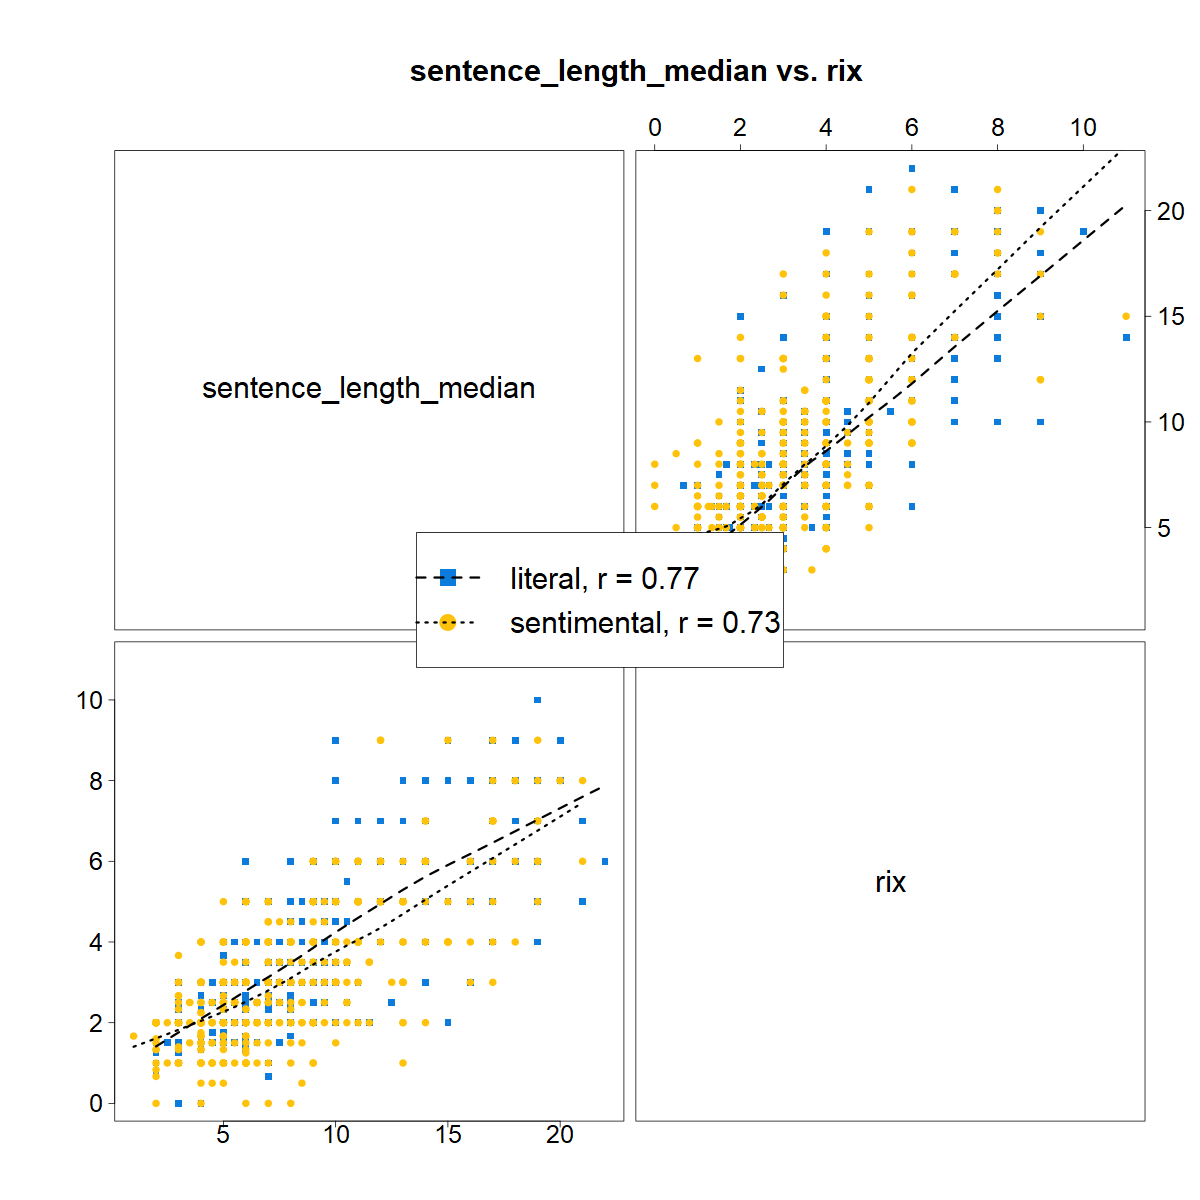 sentence_length_median vs. rix
0 2 4 6 8 10
sentence_length_median
20
15
10
5
literal, r = 0.77
sentimental, r = 0.73
10
8
6
4
2
0
rix
5 10 15 20